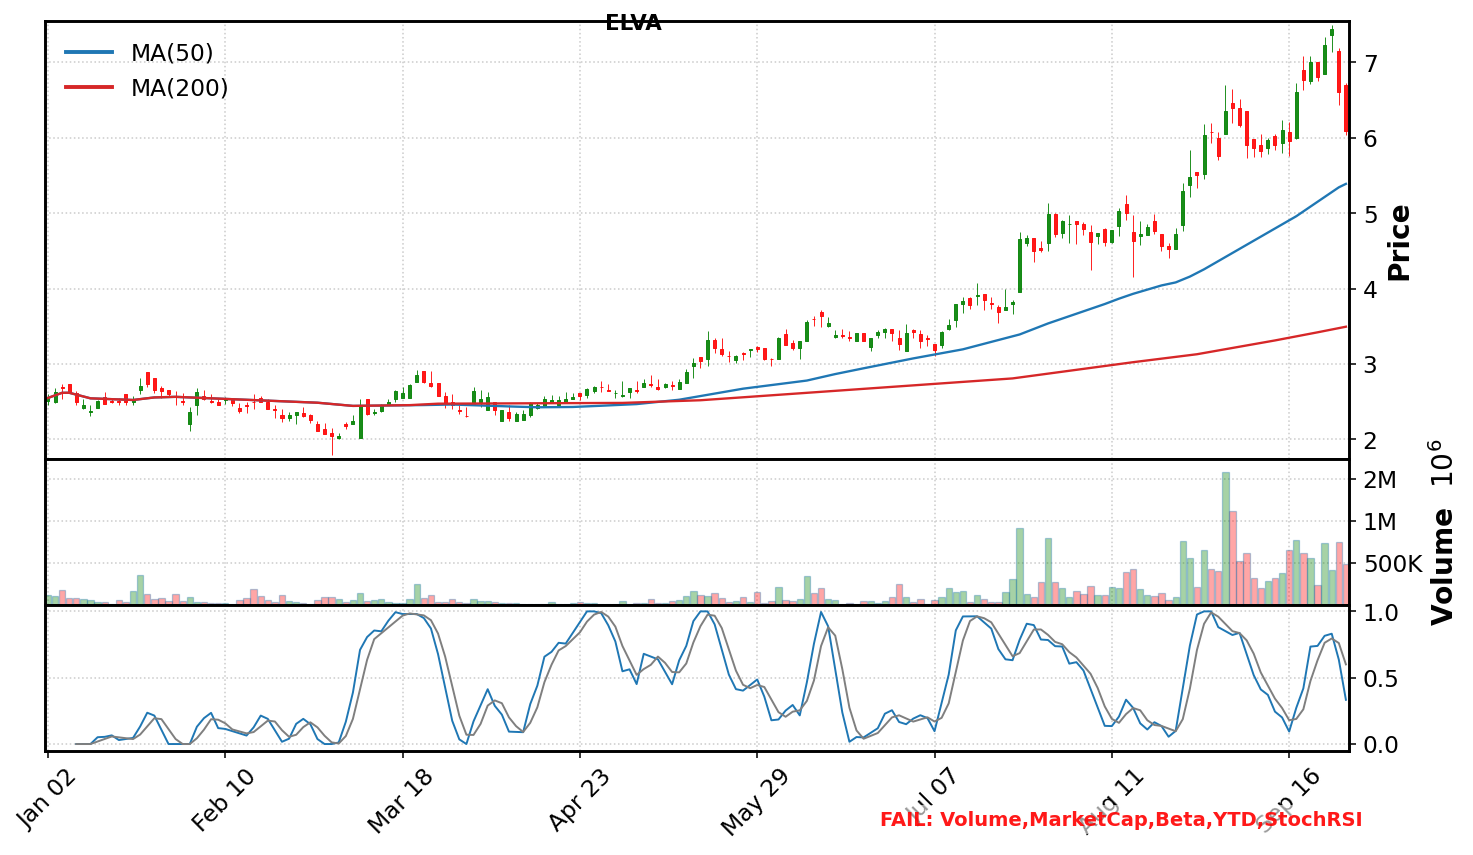 ELVA
MA(50)
MA(200)
7
6
5
4
3
2
Price
2M
1M
500K
Volume 10^6
1.0
0.5
0.0
Jan 02
Feb 10
Mar 18
Apr 23
May 29
Jul 07
Aug 11
Sep 16
FAIL: Volume,MarketCap,Beta,YTD,StochRSI